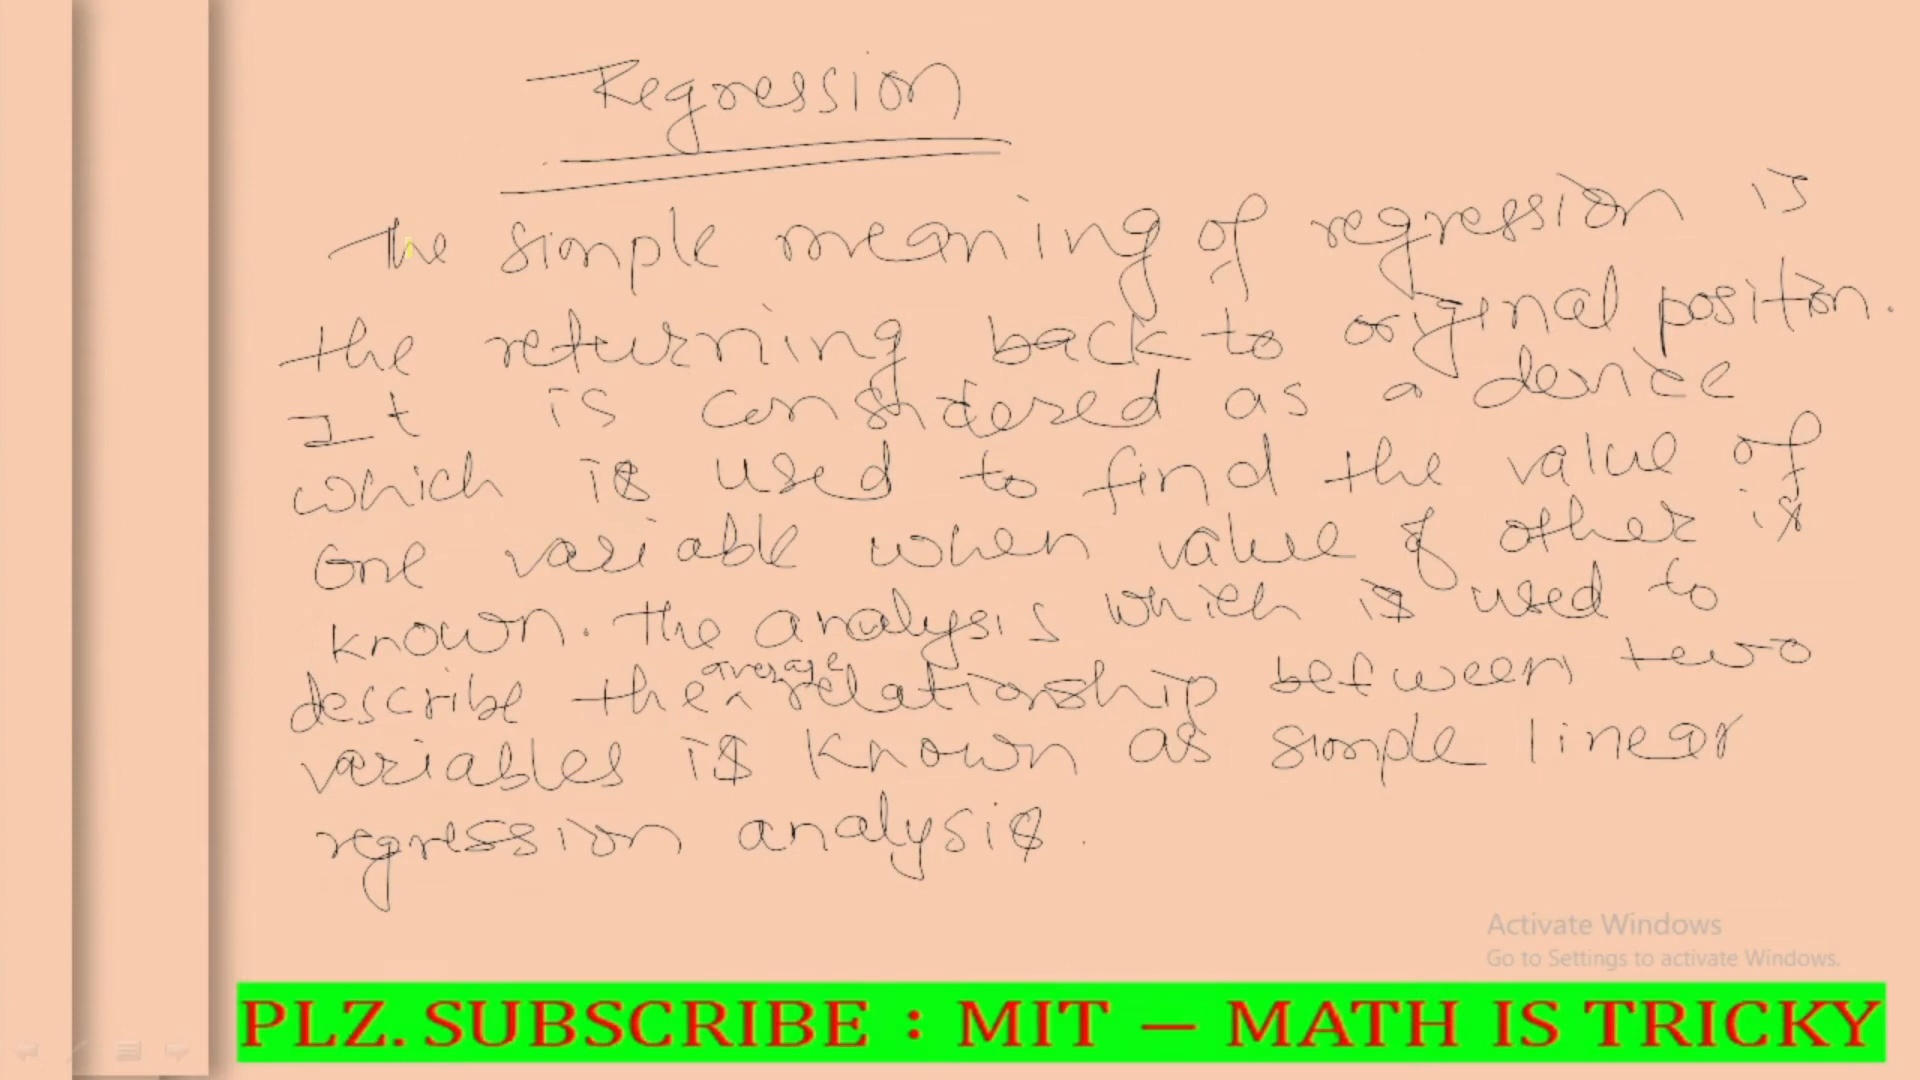 Regression
The simple meaning of regression is
the returning back to original position.
It is considered as a device
which is used to find the value of
one variable when value of other is
known. The analysis which is used to
describe the average relationship between two
variables is known as simple linear
regression analysis.
Activate Windows
Go to Settings to activate Windows.
PLZ. SUBSCRIBE : MIT – MATH IS TRICKY